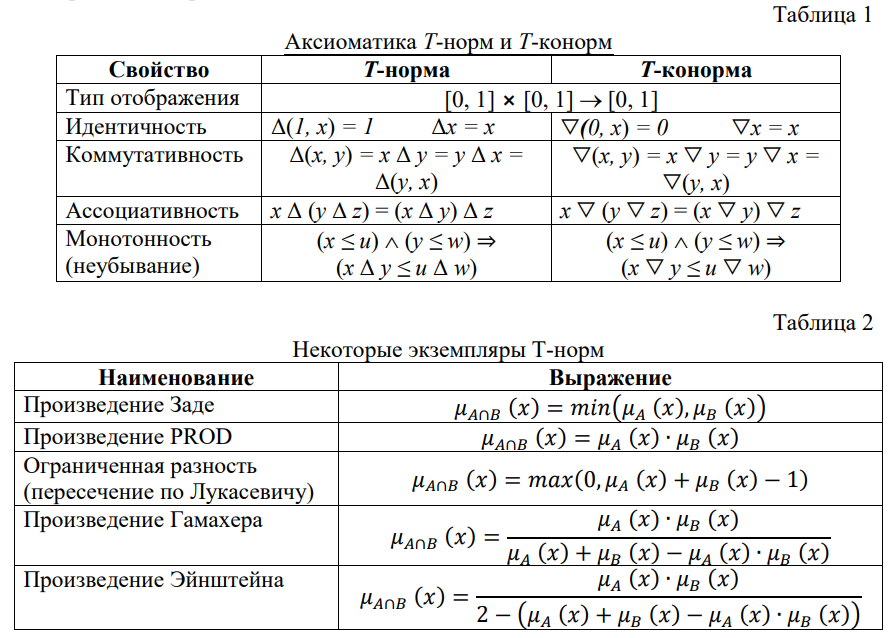 Таблица 1
Аксиоматика T-норм и T-конорм
Свойство T-норма T-конорма
Тип отображения [0, 1] × [0, 1] → [0, 1]
Идентичность Δ(1, x) = 1 Δx = x ▽(0, x) = 0 ▽x = x
Коммутативность Δ(x, y) = x Δ y = y Δ x = ▽(x, y) = x ▽ y = y ▽ x =
Δ(y, x) ▽(y, x)
Ассоциативность x Δ (y Δ z) = (x Δ y) Δ z x ▽ (y ▽ z) = (x ▽ y) ▽ z
Монотонность (x ≤ u) ∧ (y ≤ w) ⇒ (x ≤ u) ∧ (y ≤ w) ⇒
(неубывание) (x Δ y ≤ u Δ w) (x ▽ y ≤ u ▽ w)
Таблица 2
Некоторые экземпляры Т-норм
Наименование Выражение
Произведение Заде μ_{A∩B} (x) = min(μ_A (x), μ_B (x))
Произведение PROD μ_{A∩B} (x) = μ_A (x) · μ_B (x)
Ограниченная разность
(пересечение по Лукасевичу) μ_{A∩B} (x) = max(0, μ_A (x) + μ_B (x) − 1)
Произведение Гамахера μ_A (x) · μ_B (x)
μ_{A∩B} (x) =
μ_A (x) + μ_B (x) − μ_A (x) · μ_B (x)
Произведение Эйнштейна μ_A (x) · μ_B (x)
μ_{A∩B} (x) =
2 − (μ_A (x) + μ_B (x) − μ_A (x) · μ_B (x))